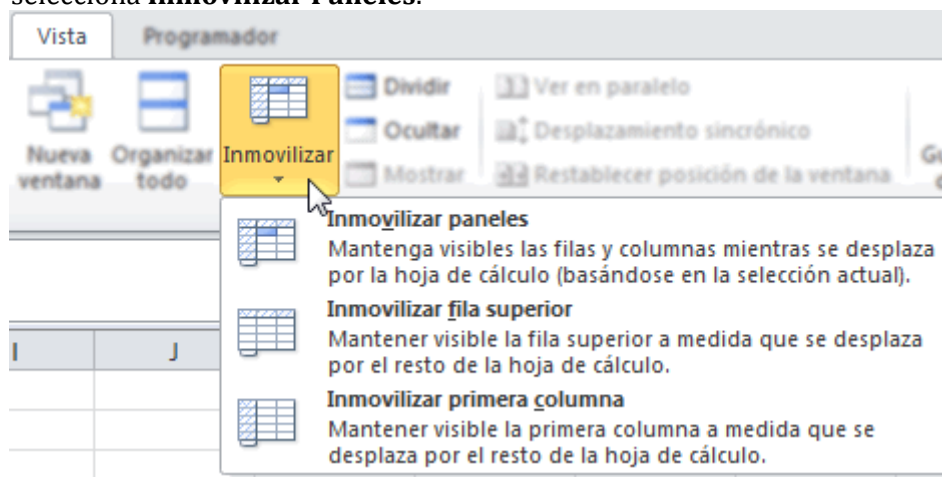 selecciona Inmovilizar Paneles.
Vista Programador
Nueva ventana
Organizar todo
Inmovilizar
Dividir
Ocultar
Mostrar
Ver en paralelo
Desplazamiento sincrónico
Restablecer posición de la ventana
Inmovilizar paneles
Mantenga visibles las filas y columnas mientras se desplaza
por la hoja de cálculo (basándose en la selección actual).
Inmovilizar fila superior
Mantener visible la fila superior a medida que se desplaza
por el resto de la hoja de cálculo.
Inmovilizar primera columna
Mantener visible la primera columna a medida que se
desplaza por el resto de la hoja de cálculo.
I J